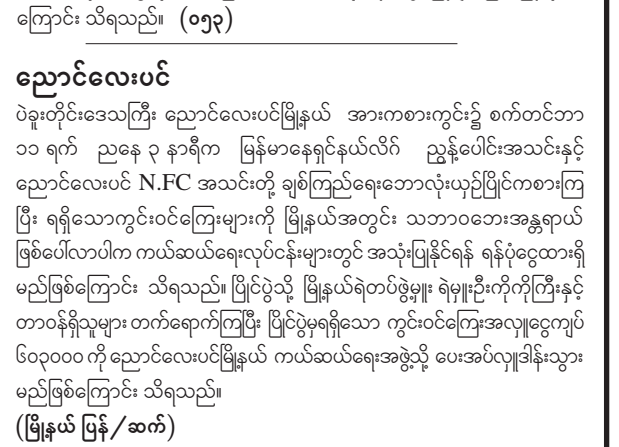 ကြောင်း သိရသည်။ (၀၅၃)
ညောင်လေးပင်
ပဲခူးတိုင်းဒေသကြီး ညောင်လေးပင်မြို့နယ် အားကစားကွင်း၌ စက်တင်ဘာ
၁၁ ရက် ညနေ ၃ နာရီက မြန်မာနေရှင်နယ်လိဂ် ညွန့်ပေါင်းအသင်းနှင့်
ညောင်လေးပင် N.FC အသင်းတို့ ချစ်ကြည်ရေးဘောလုံးယှဉ်ပြိုင်ကစားကြ
ပြီး ရရှိသောကွင်းဝင်ကြေးများကို မြို့နယ်အတွင်း သဘာဝဘေးအန္တရာယ်
ဖြစ်ပေါ်လာပါက ကယ်ဆယ်ရေးလုပ်ငန်းများတွင် အသုံးပြုနိုင်ရန် ရန်ပုံငွေထားရှိ
မည်ဖြစ်ကြောင်း သိရသည်။ ပြိုင်ပွဲသို့ မြို့နယ်ရဲတပ်ဖွဲ့မှူး ရဲမှူးဦးကိုကိုကြီးနှင့်
တာဝန်ရှိသူများ တက်ရောက်ကြပြီး ပြိုင်ပွဲမှရရှိသော ကွင်းဝင်ကြေးအလှူငွေကျပ်
၆၀၃၀၀၀ ကို ညောင်လေးပင်မြို့နယ် ကယ်ဆယ်ရေးအဖွဲ့သို့ ပေးအပ်လှူဒါန်းသွား
မည်ဖြစ်ကြောင်း သိရသည်။
(မြို့နယ် ပြန်/ဆက်)